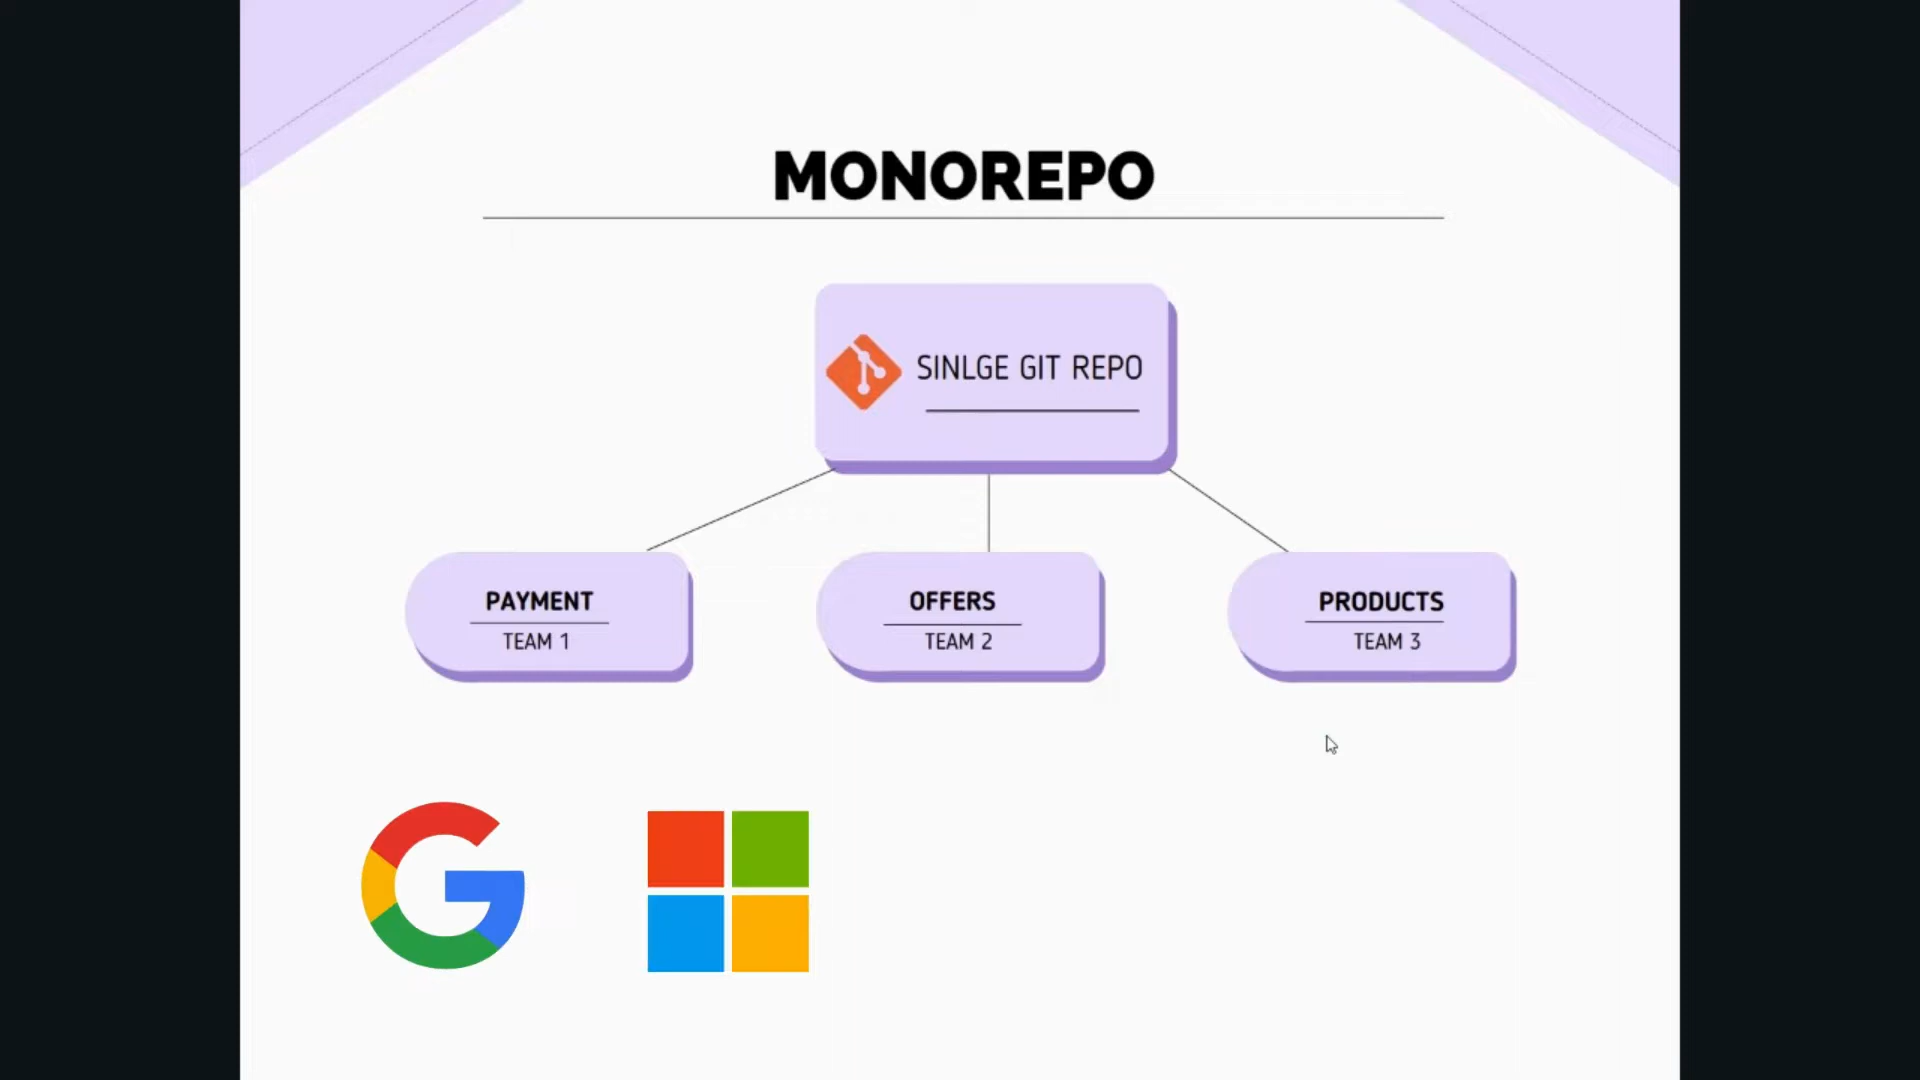 MONOREPO
SINLGE GIT REPO
PAYMENT
TEAM 1
OFFERS
TEAM 2
PRODUCTS
TEAM 3